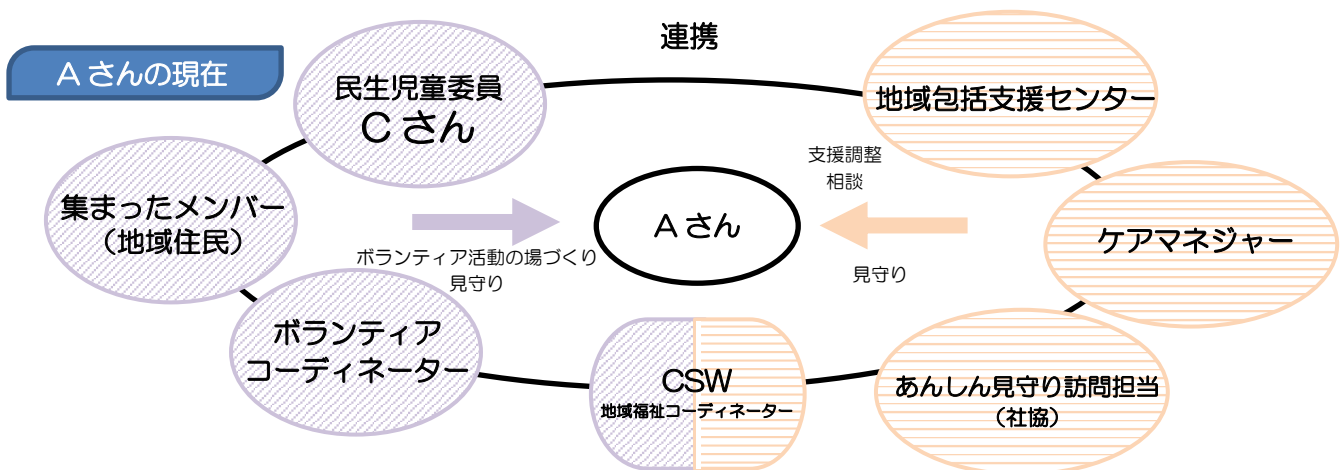 連携
Aさんの現在
民生児童委員
Cさん
地域包括支援センター
集まったメンバー
（地域住民）
Aさん
支援調整
相談
ケアマネジャー
ボランティア活動の場づくり
見守り
見守り
ボランティア
コーディネーター
CSW
地域福祉コーディネーター
あんしん見守り訪問担当
（社協）